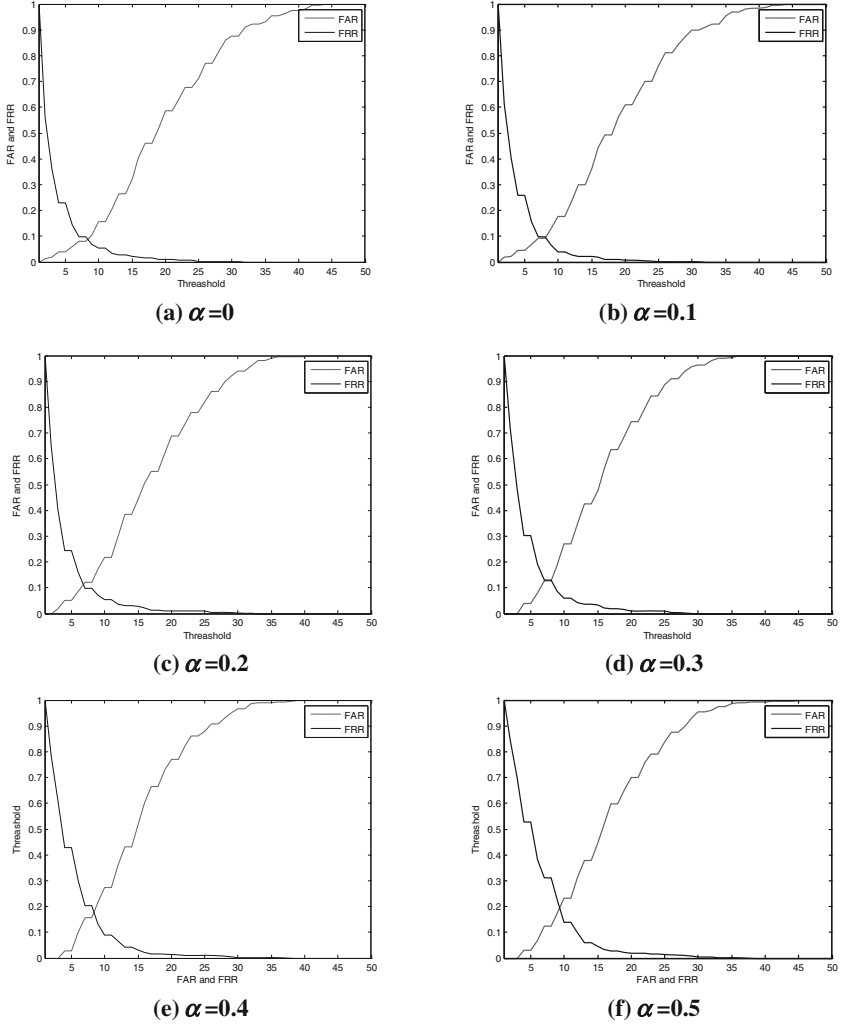 1
0.9
0.8
0.7
0.6
0.5
0.4
0.3
0.2
0.1
0
FAR and FRR
FAR
FRR
5 10 15 20 25 30 35 40 45 50
Threashold
(a) α=0
1
0.9
0.8
0.7
0.6
0.5
0.4
0.3
0.2
0.1
0
FAR and FRR
FAR
FRR
5 10 15 20 25 30 35 40 45 50
Threashold
(b) α=0.1
1
0.9
0.8
0.7
0.6
0.5
0.4
0.3
0.2
0.1
0
FAR and FRR
FAR
FRR
5 10 15 20 25 30 35 40 45 50
Threashold
(c) α=0.2
1
0.9
0.8
0.7
0.6
0.5
0.4
0.3
0.2
0.1
0
FAR and FRR
FAR
FRR
5 10 15 20 25 30 35 40 45 50
Threashold
(d) α=0.3
1
0.9
0.8
0.7
0.6
0.5
0.4
0.3
0.2
0.1
0
Threashold
FAR
FRR
5 10 15 20 25 30 35 40 45 50
FAR and FRR
(e) α=0.4
1
0.9
0.8
0.7
0.6
0.5
0.4
0.3
0.2
0.1
0
Threashold
FAR
FRR
5 10 15 20 25 30 35 40 45 50
FAR and FRR
(f) α=0.5